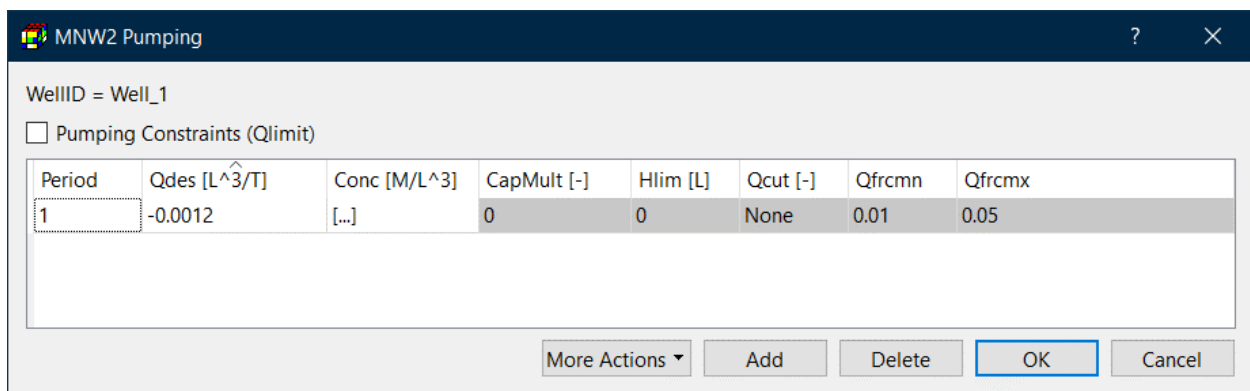 MNW2 Pumping
WellID = Well_1
Pumping Constraints (Qlimit)
Period Qdes [L^3/T] Conc [M/L^3] CapMult [-] Hlim [L] Qcut [-] Qfrcmn Qfrcmx
1 -0.0012 [...] 0 0 None 0.01 0.05
More Actions Add Delete OK Cancel